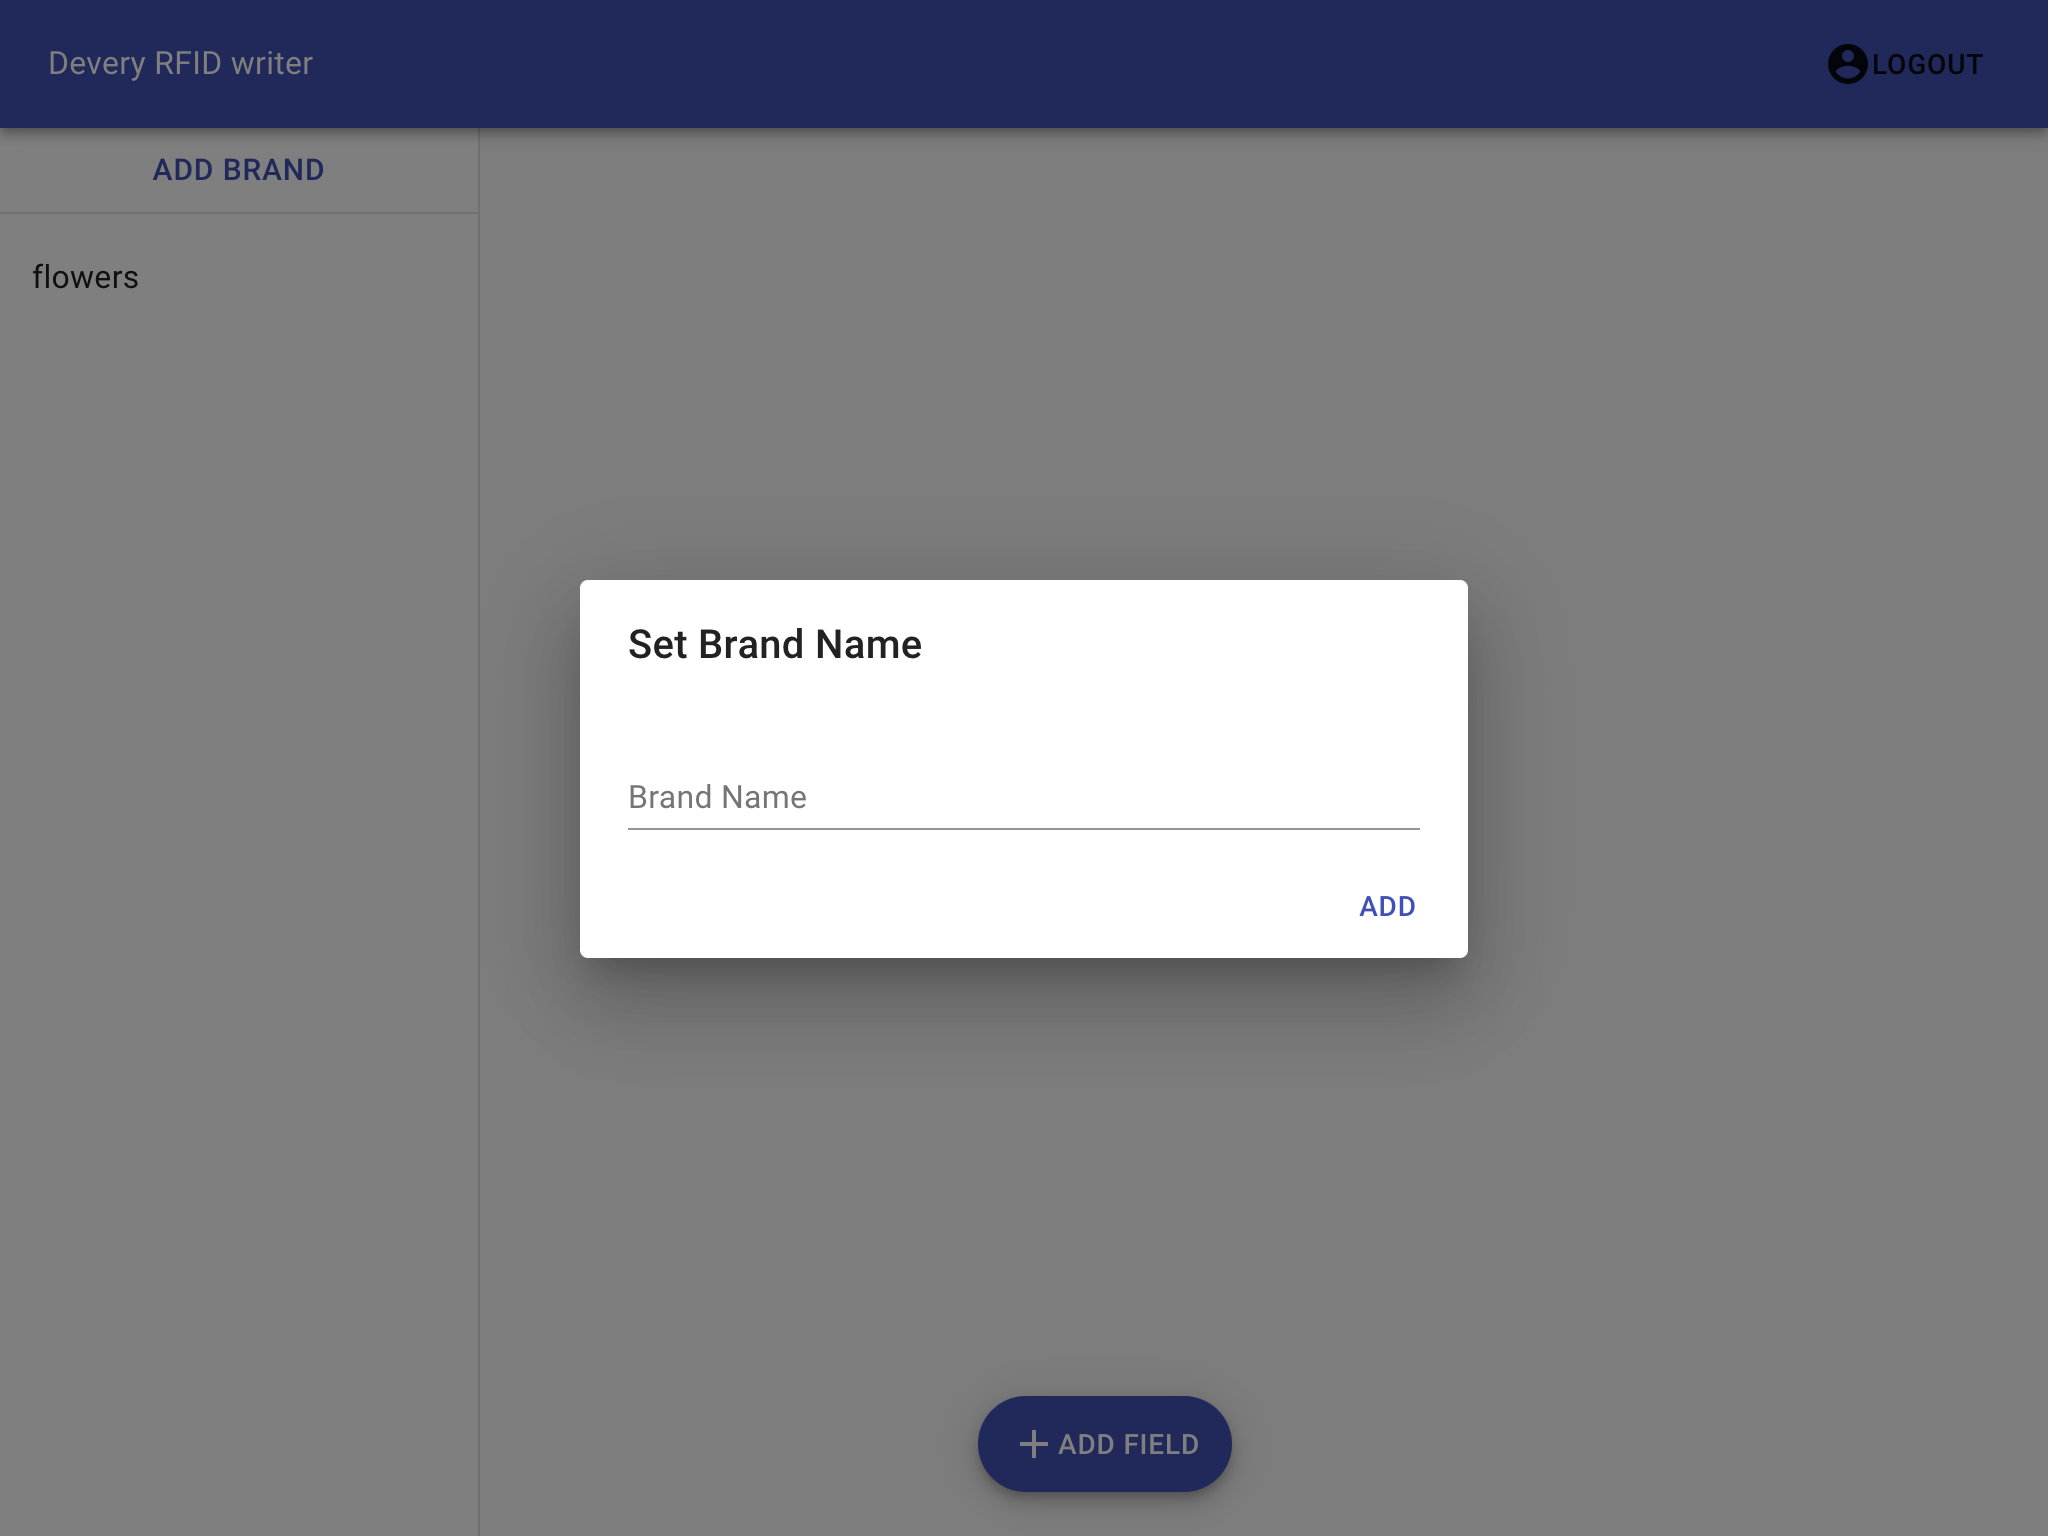 Devery RFID writer
LOGOUT
ADD BRAND
flowers
Set Brand Name
Brand Name
ADD
ADD FIELD